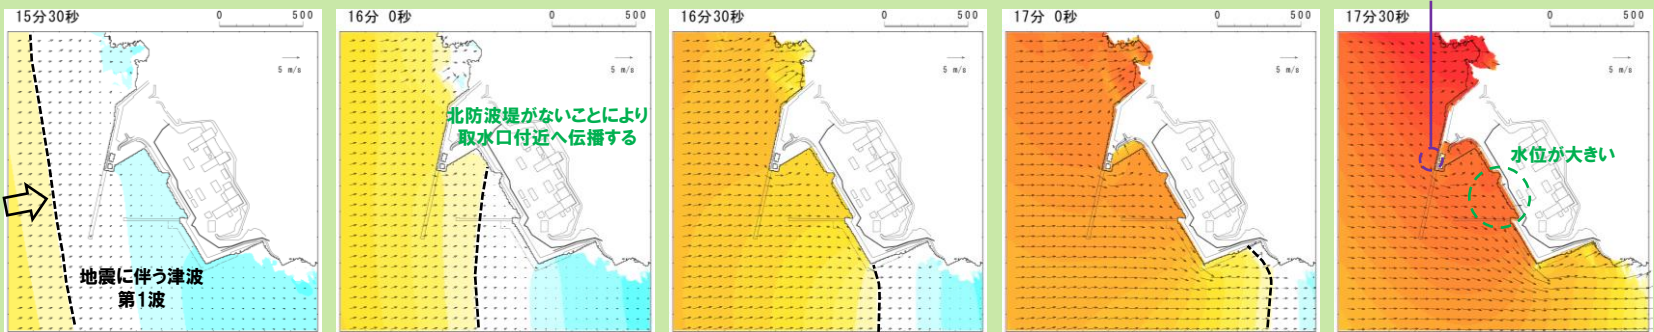 15分30秒
0 500
5 m/s
地震に伴う津波
第1波
16分 0秒
0 500
5 m/s
北防波堤がないことにより
取水口付近へ伝播する
16分30秒
0 500
5 m/s
17分 0秒
0 500
5 m/s
17分30秒
0 500
5 m/s
水位が大きい